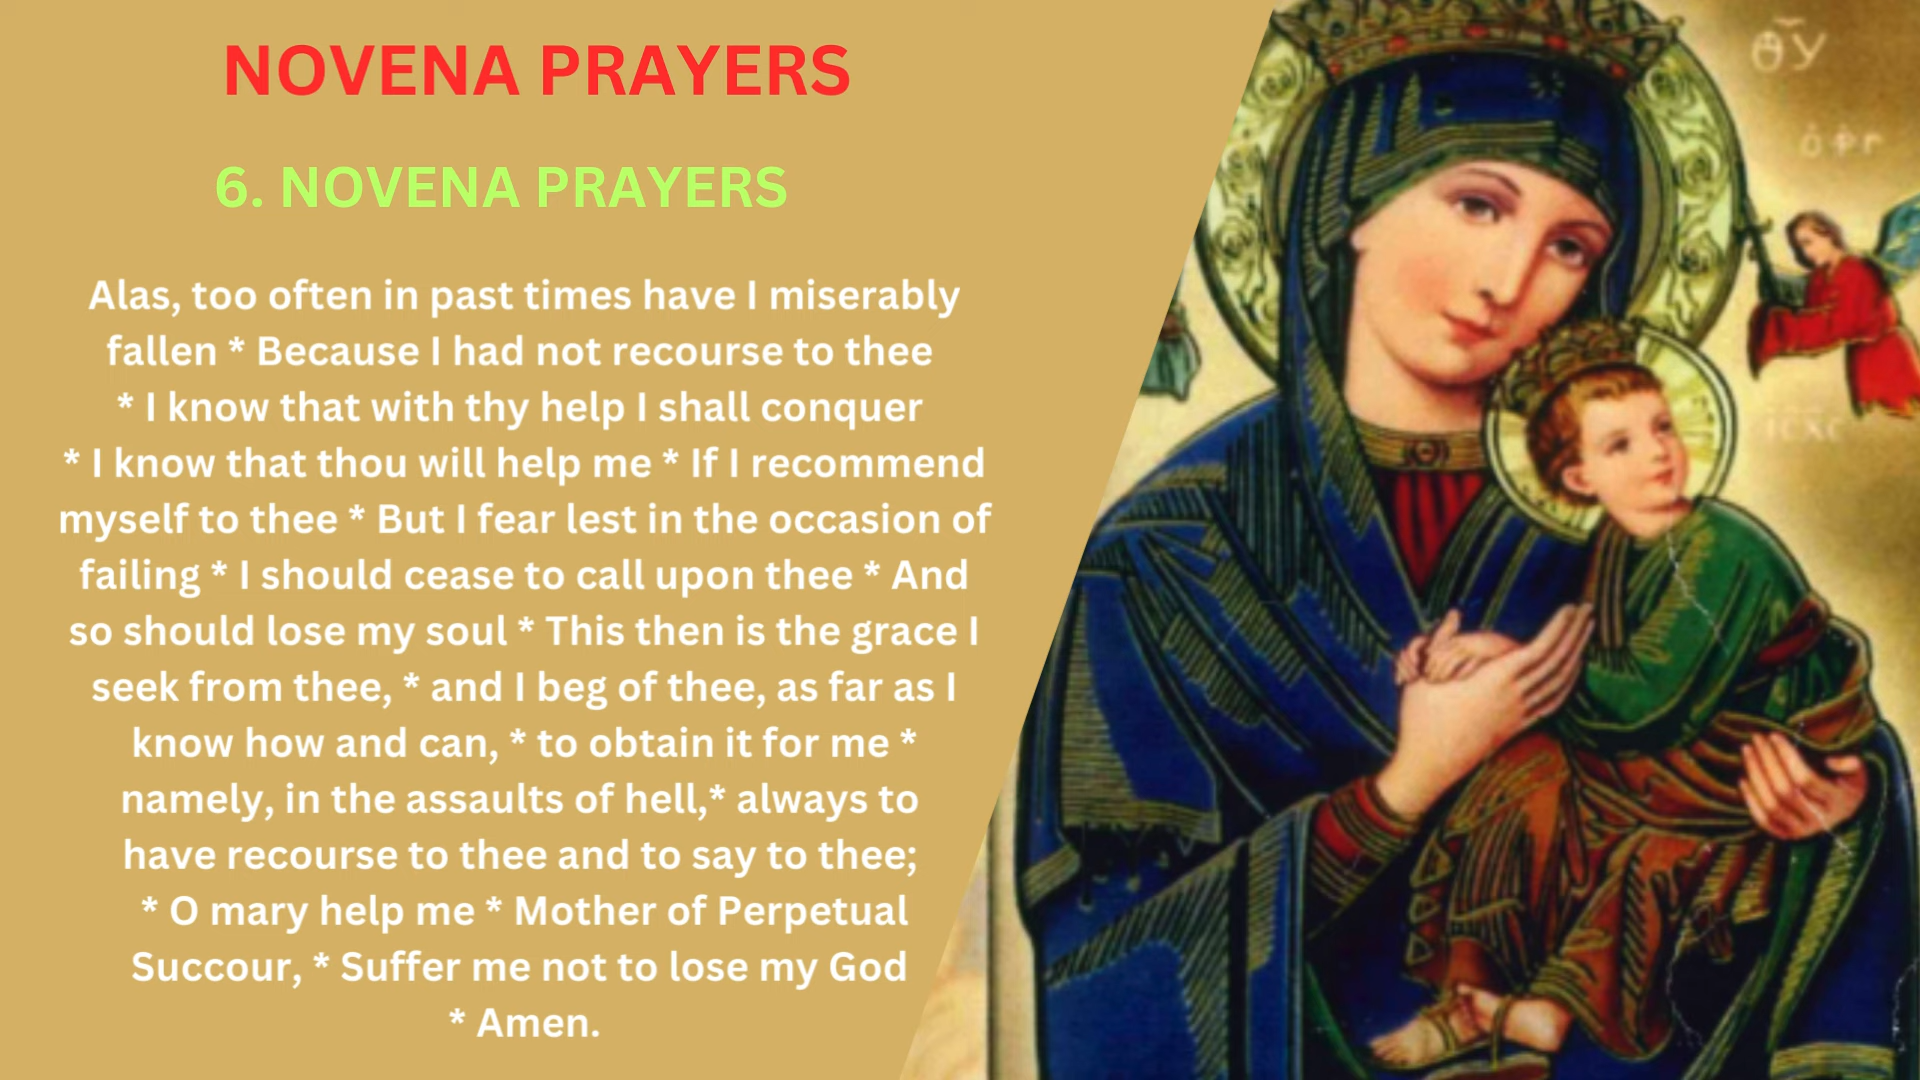 NOVENA PRAYERS
6. NOVENA PRAYERS
Alas, too often in past times have I miserably
fallen * Because I had not recourse to thee
* I know that with thy help I shall conquer
* I know that thou will help me * If I recommend
myself to thee * But I fear lest in the occasion of
failing * I should cease to call upon thee * And
so should lose my soul * This then is the grace I
seek from thee, * and I beg of thee, as far as I
know how and can, * to obtain it for me *
namely, in the assaults of hell,* always to
have recourse to thee and to say to thee;
* O mary help me * Mother of Perpetual
Succour, * Suffer me not to lose my God
* Amen.